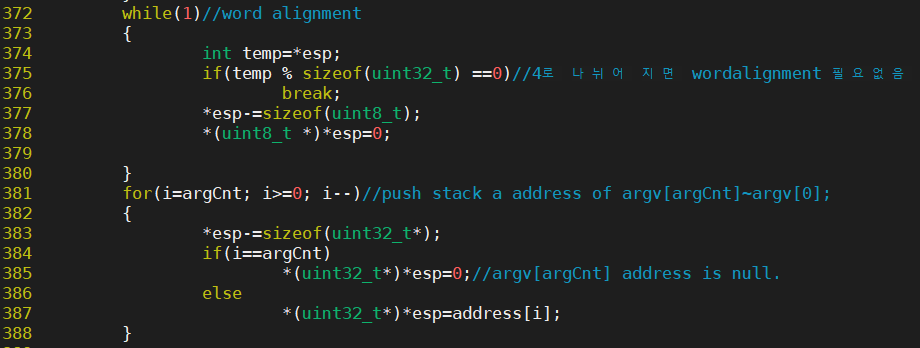 372         while(1)//word alignment
373         {
374                 int temp=*esp;
375                 if(temp % sizeof(uint32_t) ==0)//4로 나뉘어 지면 wordalignment 필요없음
376                         break;
377                 *esp-=sizeof(uint8_t);
378                 *(uint8_t *)*esp=0;
379
380         }
381         for(i=argCnt; i>=0; i--)//push stack a address of argv[argCnt]~argv[0];
382         {
383                 *esp-=sizeof(uint32_t*);
384                 if(i==argCnt)
385                         *(uint32_t*)*esp=0;//argv[argCnt] address is null.
386                 else
387                         *(uint32_t*)*esp=address[i];
388         }